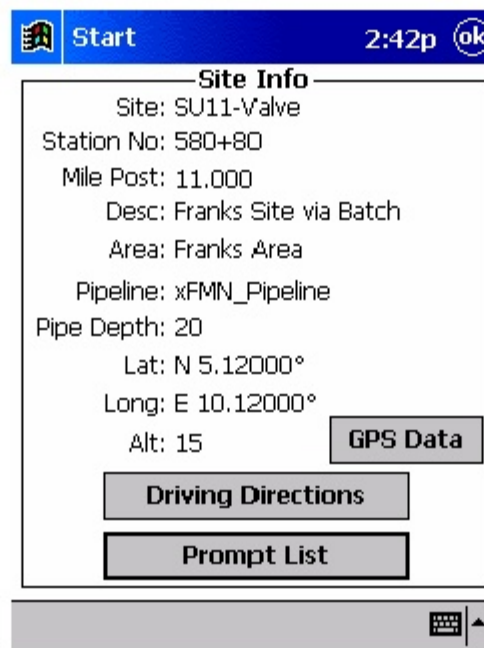 Start 2:42p ok
Site Info
Site: SU11-Valve
Station No: 580+80
Mile Post: 11.000
Desc: Franks Site via Batch
Area: Franks Area
Pipeline: xFMN_Pipeline
Pipe Depth: 20
Lat: N 5.12000°
Long: E 10.12000°
Alt: 15 GPS Data
Driving Directions
Prompt List